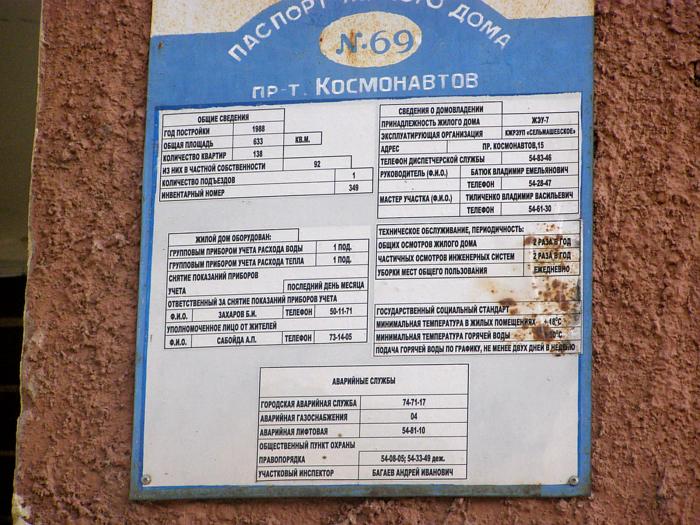 ПАСПОРТ ЖИЛОГО ДОМА
№69
ПР-Т. КОСМОНАВТОВ
ОБЩИЕ СВЕДЕНИЯ
ГОД ПОСТРОЙКИ 1988
ОБЩАЯ ПЛОЩАДЬ 633 КВ.М.
КОЛИЧЕСТВО КВАРТИР 138
ИЗ НИХ В ЧАСТНОЙ СОБСТВЕННОСТИ 92
КОЛИЧЕСТВО ПОДЪЕЗДОВ 1
ИНВЕНТАРНЫЙ НОМЕР 349
СВЕДЕНИЯ О ДОМОВЛАДЕНИИ
ПРИНАДЛЕЖНОСТЬ ЖИЛОГО ДОМА ЖЭУ-7
ЭКСПЛУАТИРУЮЩАЯ ОРГАНИЗАЦИЯ КЖРЭУП «СЕЛЬМАШЕВСКОЕ»
АДРЕС ПР. КОСМОНАВТОВ,15
ТЕЛЕФОН ДИСПЕТЧЕРСКОЙ СЛУЖБЫ 54-83-46
РУКОВОДИТЕЛЬ (Ф.И.О.) БАТЮК ВЛАДИМИР ЕМЕЛЬЯНОВИЧ
ТЕЛЕФОН 54-28-47
МАСТЕР УЧАСТКА (Ф.И.О.) ТИЛИЧЕНКО ВЛАДИМИР ВАСИЛЬЕВИЧ
ТЕЛЕФОН 54-61-30
ЖИЛОЙ ДОМ ОБОРУДОВАН:
ГРУППОВЫМ ПРИБОРОМ УЧЕТА РАСХОДА ВОДЫ 1 ПОД.
ГРУППОВЫМ ПРИБОРОМ УЧЕТА РАСХОДА ТЕПЛА 1 ПОД.
СНЯТИЕ ПОКАЗАНИЙ ПРИБОРОВ
УЧЕТА ПОСЛЕДНИЙ ДЕНЬ МЕСЯЦА
ОТВЕТСТВЕННЫЙ ЗА СНЯТИЕ ПОКАЗАНИЙ ПРИБОРОВ УЧЕТА
Ф.И.О. ЗАХАРОВ Б.И. ТЕЛЕФОН 50-11-71
УПОЛНОМОЧЕННОЕ ЛИЦО ОТ ЖИТЕЛЕЙ
Ф.И.О. САБОЙДА А.П. ТЕЛЕФОН 73-14-05
ТЕХНИЧЕСКОЕ ОБСЛУЖИВАНИЕ, ПЕРИОДИЧНОСТЬ:
ОБЩИХ ОСМОТРОВ ЖИЛОГО ДОМА 2 РАЗА В ГОД
ЧАСТИЧНЫХ ОСМОТРОВ ИНЖЕНЕРНЫХ СИСТЕМ 2 РАЗА В ГОД
УБОРКИ МЕСТ ОБЩЕГО ПОЛЬЗОВАНИЯ ЕЖЕДНЕВНО
ГОСУДАРСТВЕННЫЙ СОЦИАЛЬНЫЙ СТАНДАРТ
МИНИМАЛЬНАЯ ТЕМПЕРАТУРА В ЖИЛЫХ ПОМЕЩЕНИЯХ +18°С
МИНИМАЛЬНАЯ ТЕМПЕРАТУРА ГОРЯЧЕЙ ВОДЫ
ПОДАЧА ГОРЯЧЕЙ ВОДЫ ПО ГРАФИКУ, НЕ МЕНЕЕ ДВУХ ДНЕЙ В НЕДЕЛЮ
АВАРИЙНЫЕ СЛУЖБЫ
ГОРОДСКАЯ АВАРИЙНАЯ СЛУЖБА 74-71-17
АВАРИЙНАЯ ГАЗОСНАБЖЕНИЯ 04
АВАРИЙНАЯ ЛИФТОВАЯ 54-81-10
ОБЩЕСТВЕННЫЙ ПУНКТ ОХРАНЫ
ПРАВОПОРЯДКА 54-08-05; 54-33-49 деж.
УЧАСТКОВЫЙ ИНСПЕКТОР БАГАЕВ АНДРЕЙ ИВАНОВИЧ